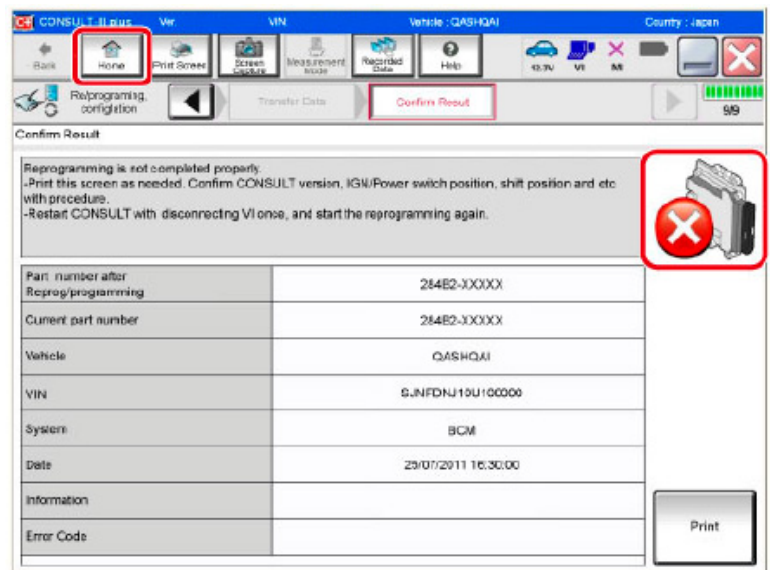 CONSULT-III plus Ver. VIN: Vehicle : QASHQAI Country : Japan
Back
Home
Print Screen
Screen Capture
Measurement Mode
Recorded Data
Help
VI
MI
Re/programing, configlation
Transfer Data
Confirm Result
9/9
Confirm Result
Reprogramming is not completed properly.
-Print this screen as needed. Confirm CONSULT version, IGN/Power switch position, shift position and etc
with procedure.
-Restart CONSULT with disconnecting VI once, and start the reprogramming again.
Part number after
Reprog/programming
284B2-XXXXX
Current part number
284B2-XXXXX
Vehicle
QASHQAI
VIN
SJNFDNJ10U100000
System
BCM
Date
25/07/2011 16:30:00
Information
Error Code
Print